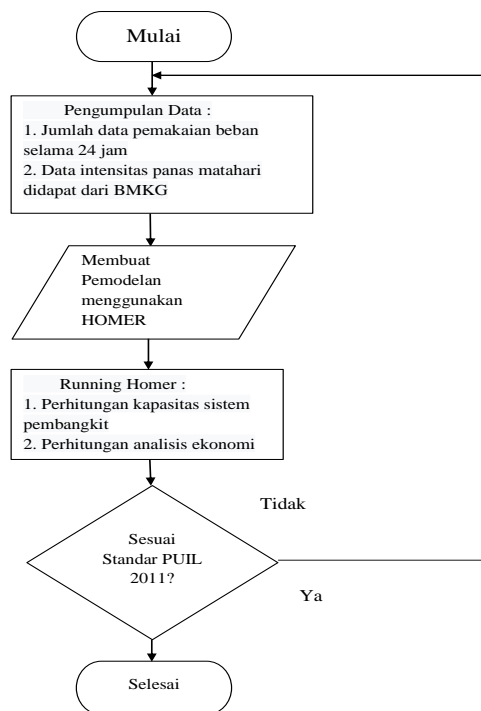 Mulai
Pengumpulan Data :
1. Jumlah data pemakaian beban
selama 24 jam
2. Data intensitas panas matahari
didapat dari BMKG
Membuat
Pemodelan
menggunakan
HOMER
Running Homer :
1. Perhitungan kapasitas sistem
pembangkit
2. Perhitungan analisis ekonomi
Tidak
Sesuai
Standar PUIL
2011?
Ya
Selesai